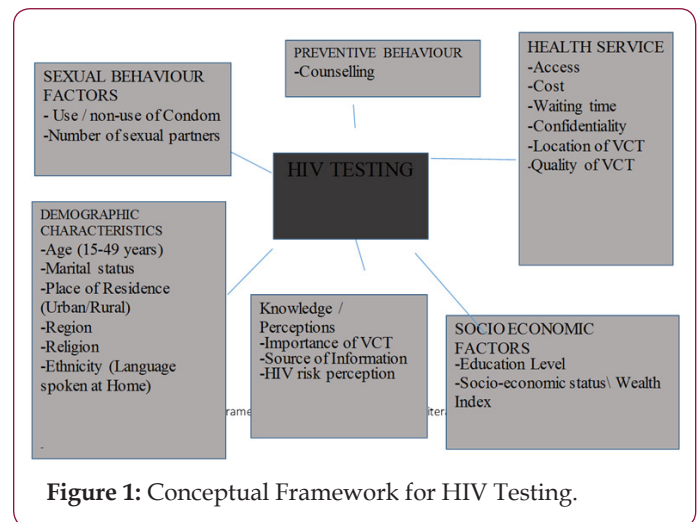 PREVENTIVE BEHAVIOUR
-Counselling
HEALTH SERVICE
-Access
-Cost
-Waiting time
-Confidentiality
-Location of VCT
-Quality of VCT
SEXUAL BEHAVIOUR
FACTORS
- Use / non-use of Condom
-Number of sexual partners
HIV TESTING
DEMOGRAPHIC
CHARACTERISTICS
-Age (15-49 years)
-Marital status
-Place of Residence
(Urban/Rural)
-Region
-Religion
-Ethnicity (Language
spoken at Home)
.
Knowledge /
Perceptions
-Importance of VCT
-Source of Information
-HIV risk perception
SOCIO ECONOMIC
FACTORS
-Education Level
-Socio-economic status\ Wealth
Index
Figure 1: Conceptual Framework for HIV Testing.